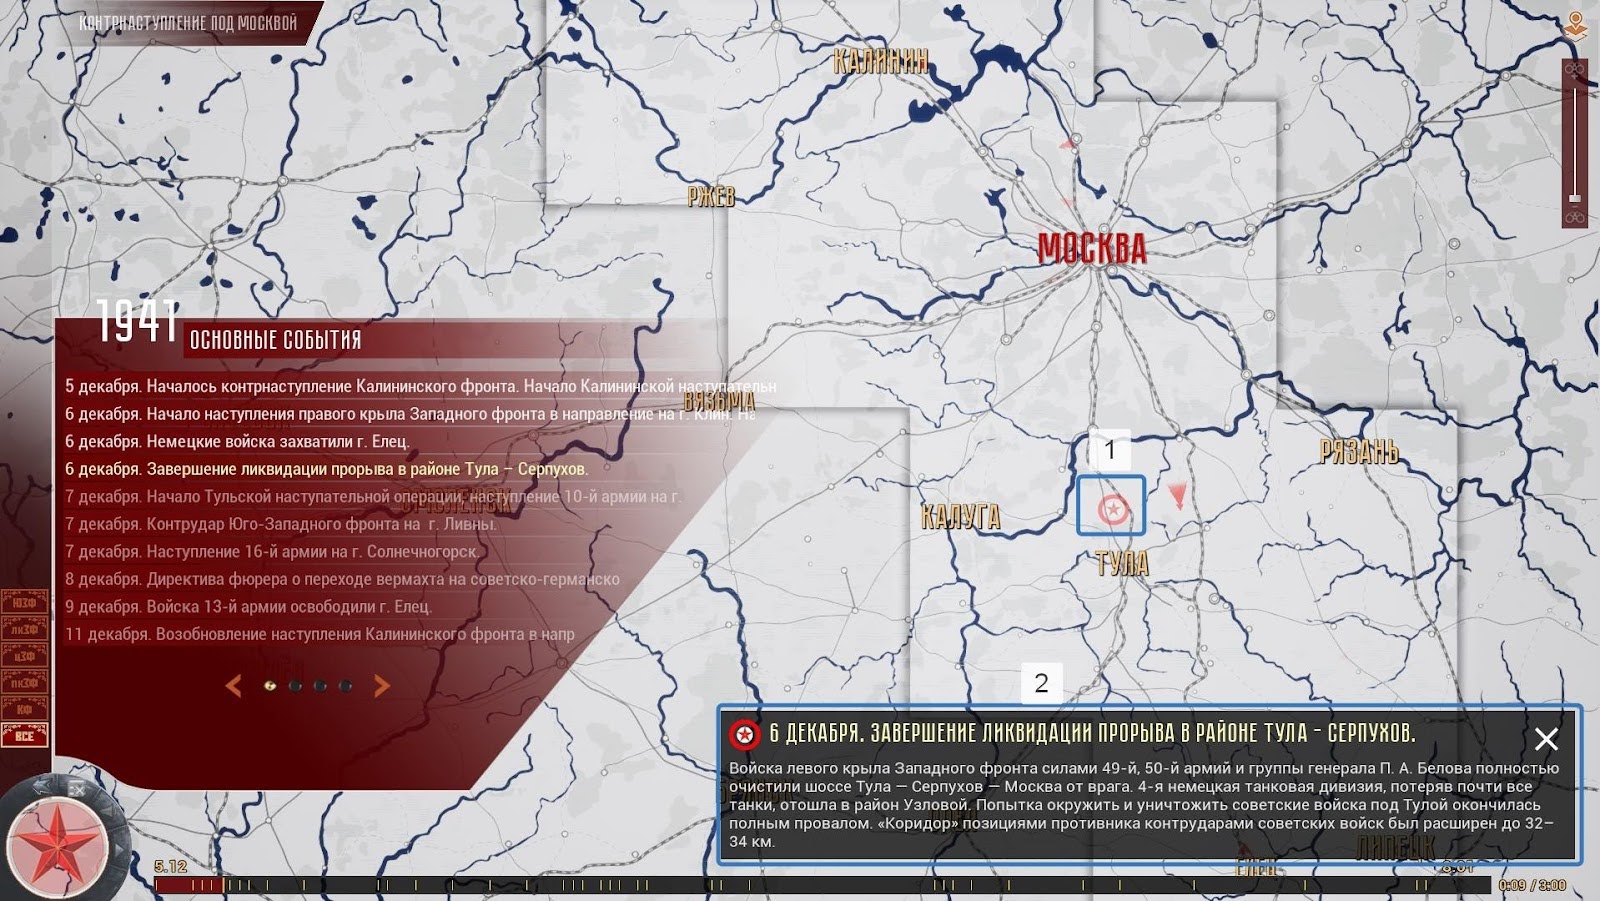 КОНТРНАСТУПЛЕНИЕ ПОД МОСКВОЙ
КАЛИНИН
РЖЕВ
МОСКВА
1941
ОСНОВНЫЕ СОБЫТИЯ
5 декабря. Началось контрнаступление Калининского фронта. Начало Калининской наступательн
ВЯЗЬМА
6 декабря. Начало наступления правого крыла Западного фронта в направление на г. Клин. На
6 декабря. Немецкие войска захватили г. Елец.
6 декабря. Завершение ликвидации прорыва в районе Тула – Серпухов.
7 декабря. Начало Тульской наступательной операции, наступление 10-й армии на г.
СМОЛЕНСК
7 декабря. Контрудар Юго-Западного фронта на г. Ливны.
7 декабря. Наступление 16-й армии на г. Солнечногорск.
8 декабря. Директива фюрера о переходе вермахта на советско-германско
9 декабря. Войска 13-й армии освободили г. Елец.
11 декабря. Возобновление наступления Калининского фронта в напр
1
РЯЗАНЬ
КАЛУГА
ТУЛА
ЮЗФ
ЛКЗФ
ЦЗФ
ПКЗФ
КФ
ВСЕ
2
6 ДЕКАБРЯ. ЗАВЕРШЕНИЕ ЛИКВИДАЦИИ ПРОРЫВА В РАЙОНЕ ТУЛА – СЕРПУХОВ.
Войска левого крыла Западного фронта силами 49-й, 50-й армий и группы генерала П. А. Белова полностью
очистили шоссе Тула — Серпухов — Москва от врага. 4-я немецкая танковая дивизия, потеряв почти все
танки, отошла в район Узловой. Попытка окружить и уничтожить советские войска под Тулой окончилась
полным провалом. «Коридор» позициями противника контрударами советских войск был расширен до 32–
34 км.
ЛИПЕЦК
ЕЛЕЦ
5.12
0:09 / 3:00